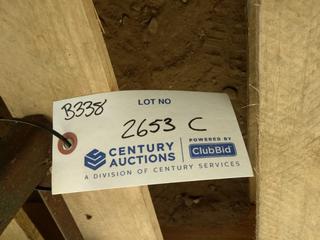 B338
LOT NO
2653 C
CENTURY AUCTIONS
POWERED BY
ClubBid
A DIVISION OF CENTURY SERVICES